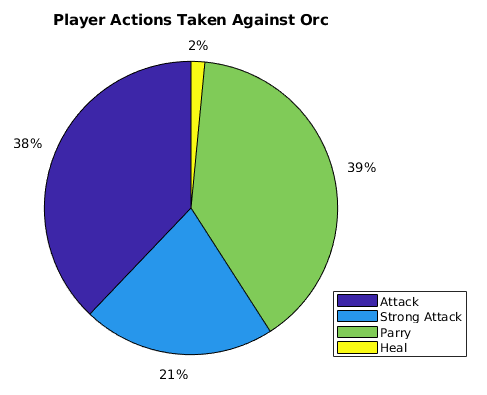 Player Actions Taken Against Orc
2%
38%
39%
21%
Attack
Strong Attack
Parry
Heal